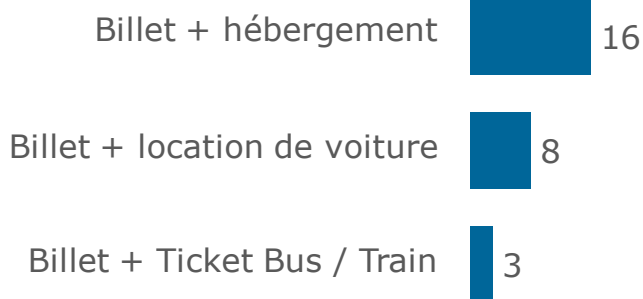 Billet + hébergement 16
Billet + location de voiture 8
Billet + Ticket Bus / Train 3